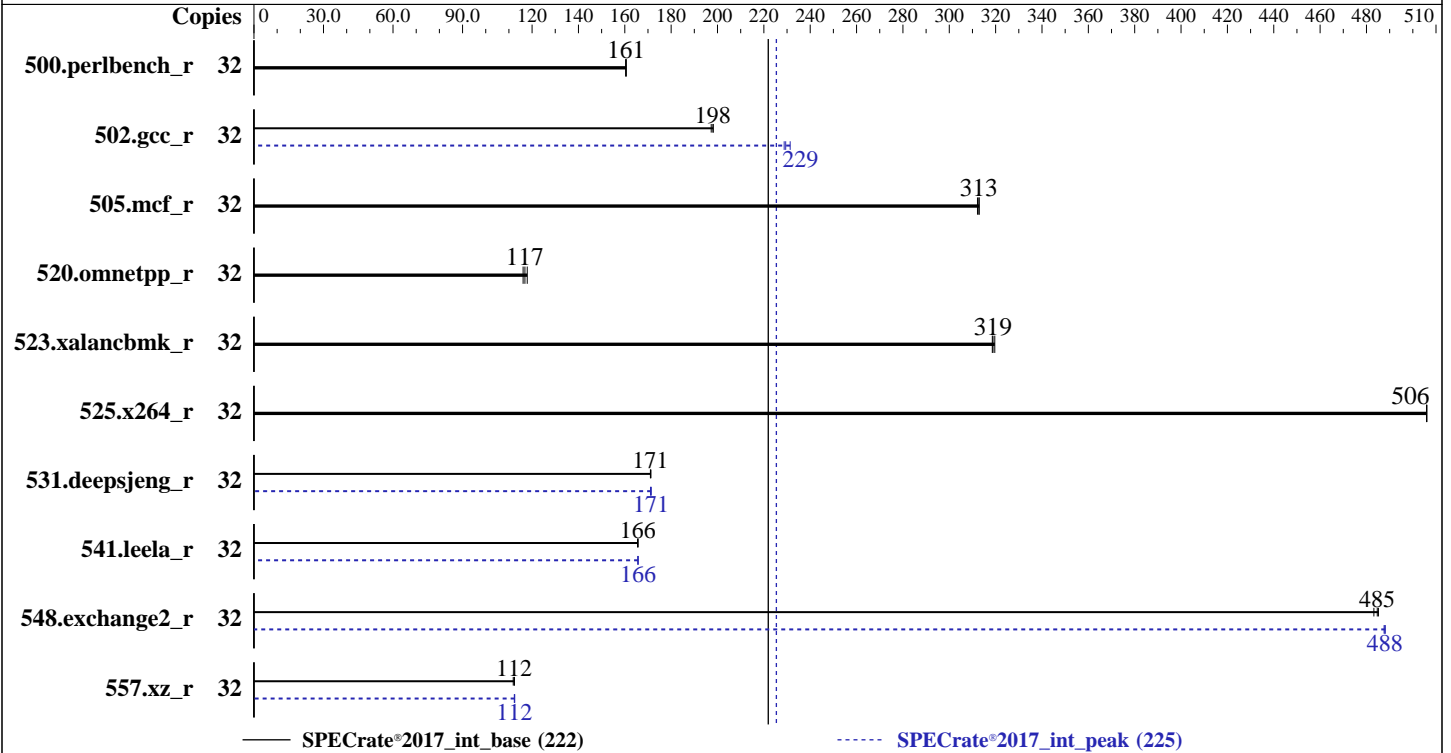 Copies 0 30.0 60.0 90.0 120 140 160 180 200 220 240 260 280 300 320 340 360 380 400 420 440 460 480 510
161
500.perlbench_r 32
198
502.gcc_r 32
229
313
505.mcf_r 32
117
520.omnetpp_r 32
319
523.xalancbmk_r 32
506
525.x264_r 32
171
531.deepsjeng_r 32
171
166
541.leela_r 32
166
485
548.exchange2_r 32
488
112
557.xz_r 32
112
SPECrate®2017_int_base (222) SPECrate®2017_int_peak (225)